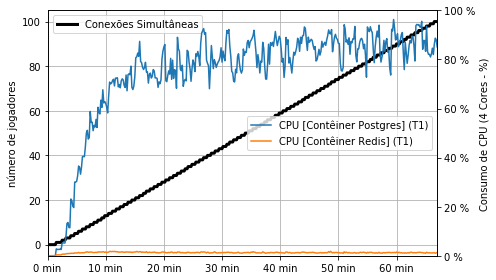 Conexões Simultâneas
CPU [Contêiner Postgres] (T1)
CPU [Contêiner Redis] (T1)
número de jogadores
100
80
60
40
20
0
Consumo de CPU (4 Cores - %)
100 %
80 %
60 %
40 %
20 %
0 %
0 min
10 min
20 min
30 min
40 min
50 min
60 min